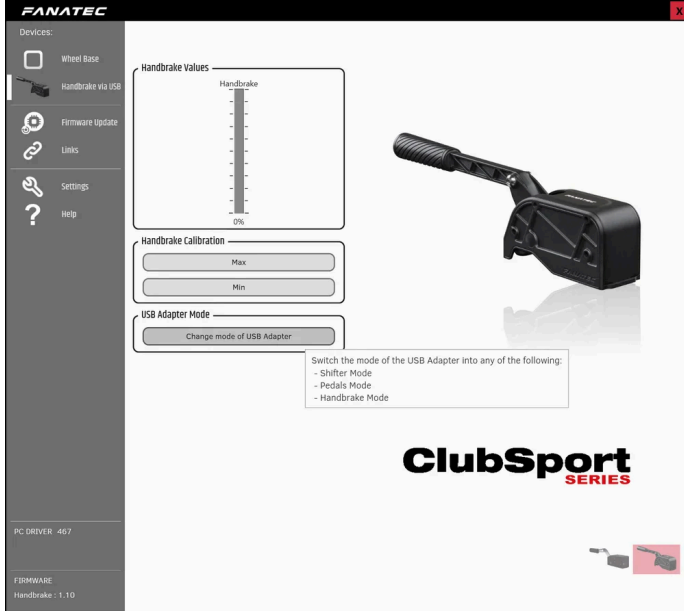 FANATEC
X
Devices:
Wheel Base
Handbrake via USB
Firmware Update
Links
Settings
Help
PC DRIVER 467
FIRMWARE
Handbrake : 1.10
Handbrake Values
Handbrake
0%
Handbrake Calibration
Max
Min
USB Adapter Mode
Change mode of USB Adapter
Switch the mode of the USB Adapter into any of the following:
- Shifter Mode
- Pedals Mode
- Handbrake Mode
FANATEC
FANATEC
ClubSport
SERIES